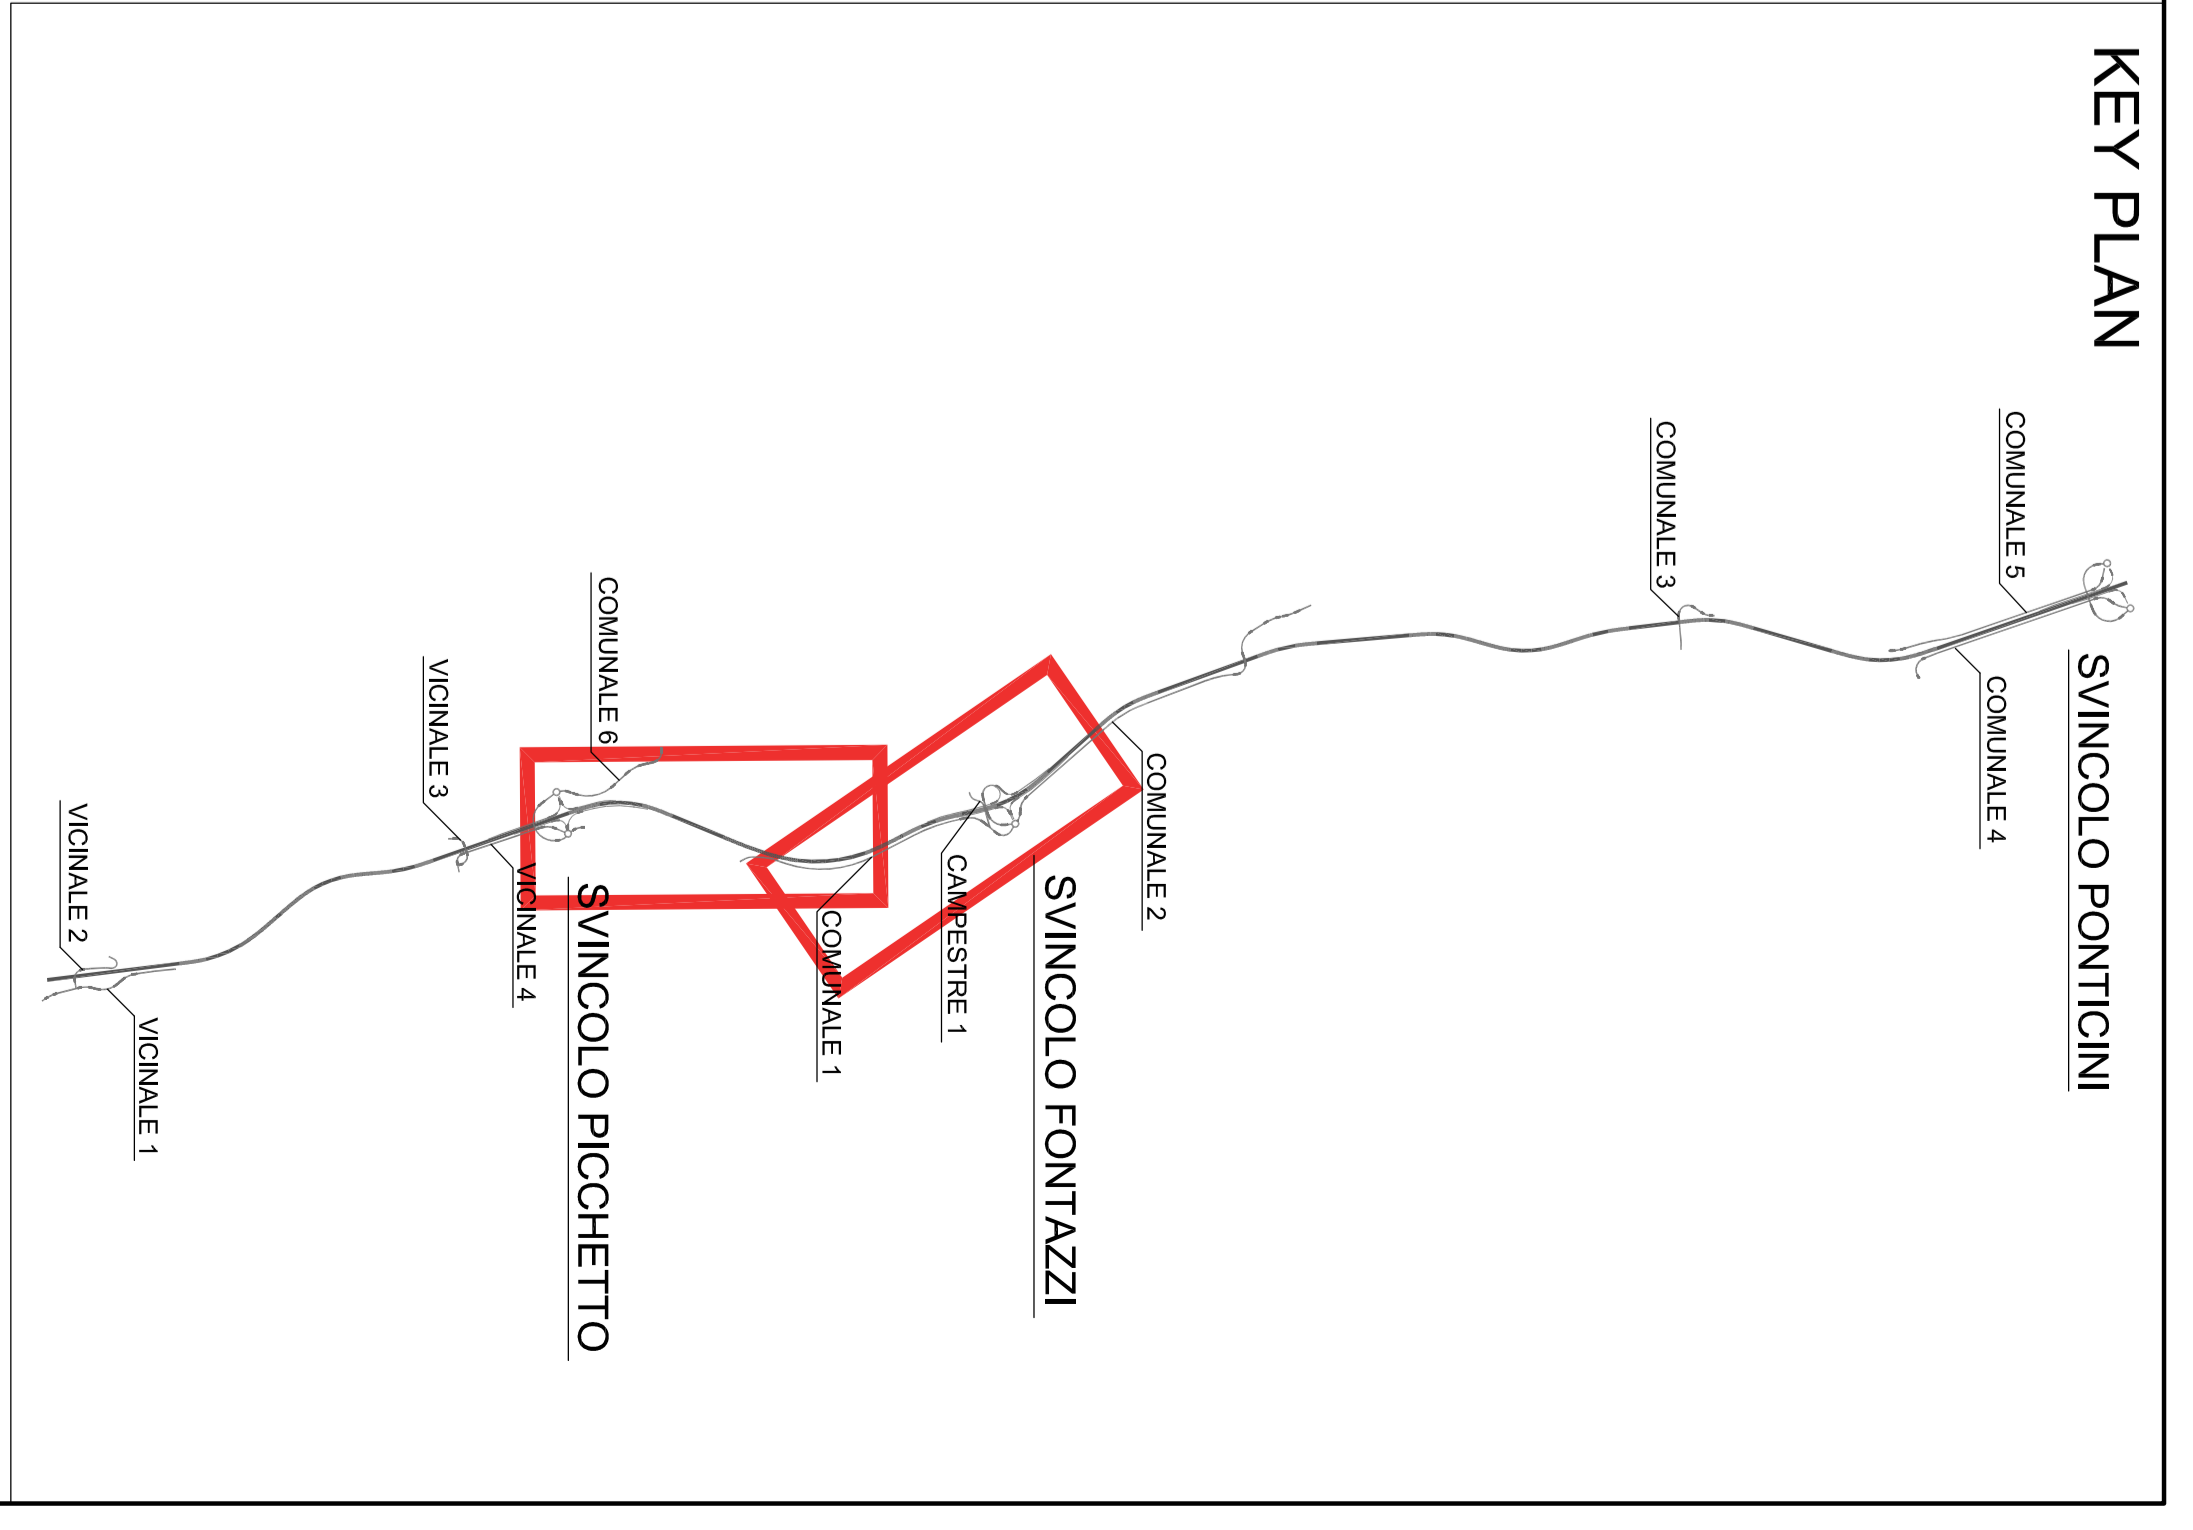 KEY PLAN
SVINCOLO PONTICINI
COMUNALE 5
COMUNALE 4
COMUNALE 3
COMUNALE 2
SVINCOLO FONTAZZI
CAMPESTRE 1
COMUNALE 1
COMUNALE 6
SVINCOLO PICCHETTO
VICINALE 4
VICINALE 3
VICINALE 1
VICINALE 2